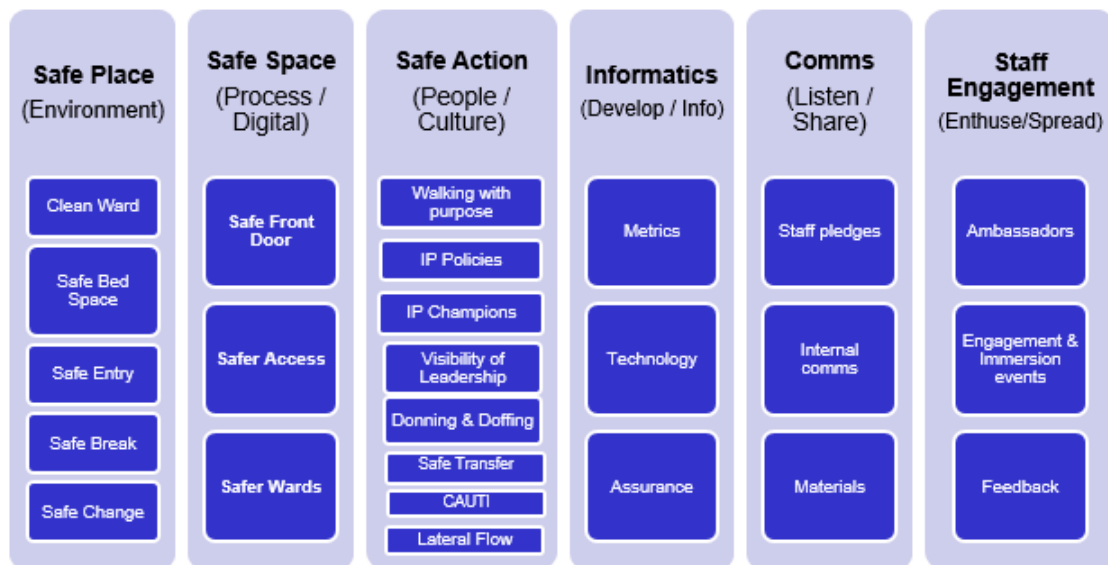 Safe Place
(Environment)
Clean Ward
Safe Bed
Space
Safe Entry
Safe Break
Safe Change
Safe Space
(Process /
Digital)
Safe Front
Door
Safer Access
Safer Wards
Safe Action
(People /
Culture)
Walking with
purpose
IP Policies
IP Champions
Visibility of
Leadership
Donning & Doffing
Safe Transfer
CAUTI
Lateral Flow
Informatics
(Develop / Info)
Metrics
Technology
Assurance
Comms
(Listen /
Share)
Staff pledges
Internal
comms
Materials
Staff
Engagement
(Enthuse/Spread)
Ambassadors
Engagement &
Immersion
events
Feedback